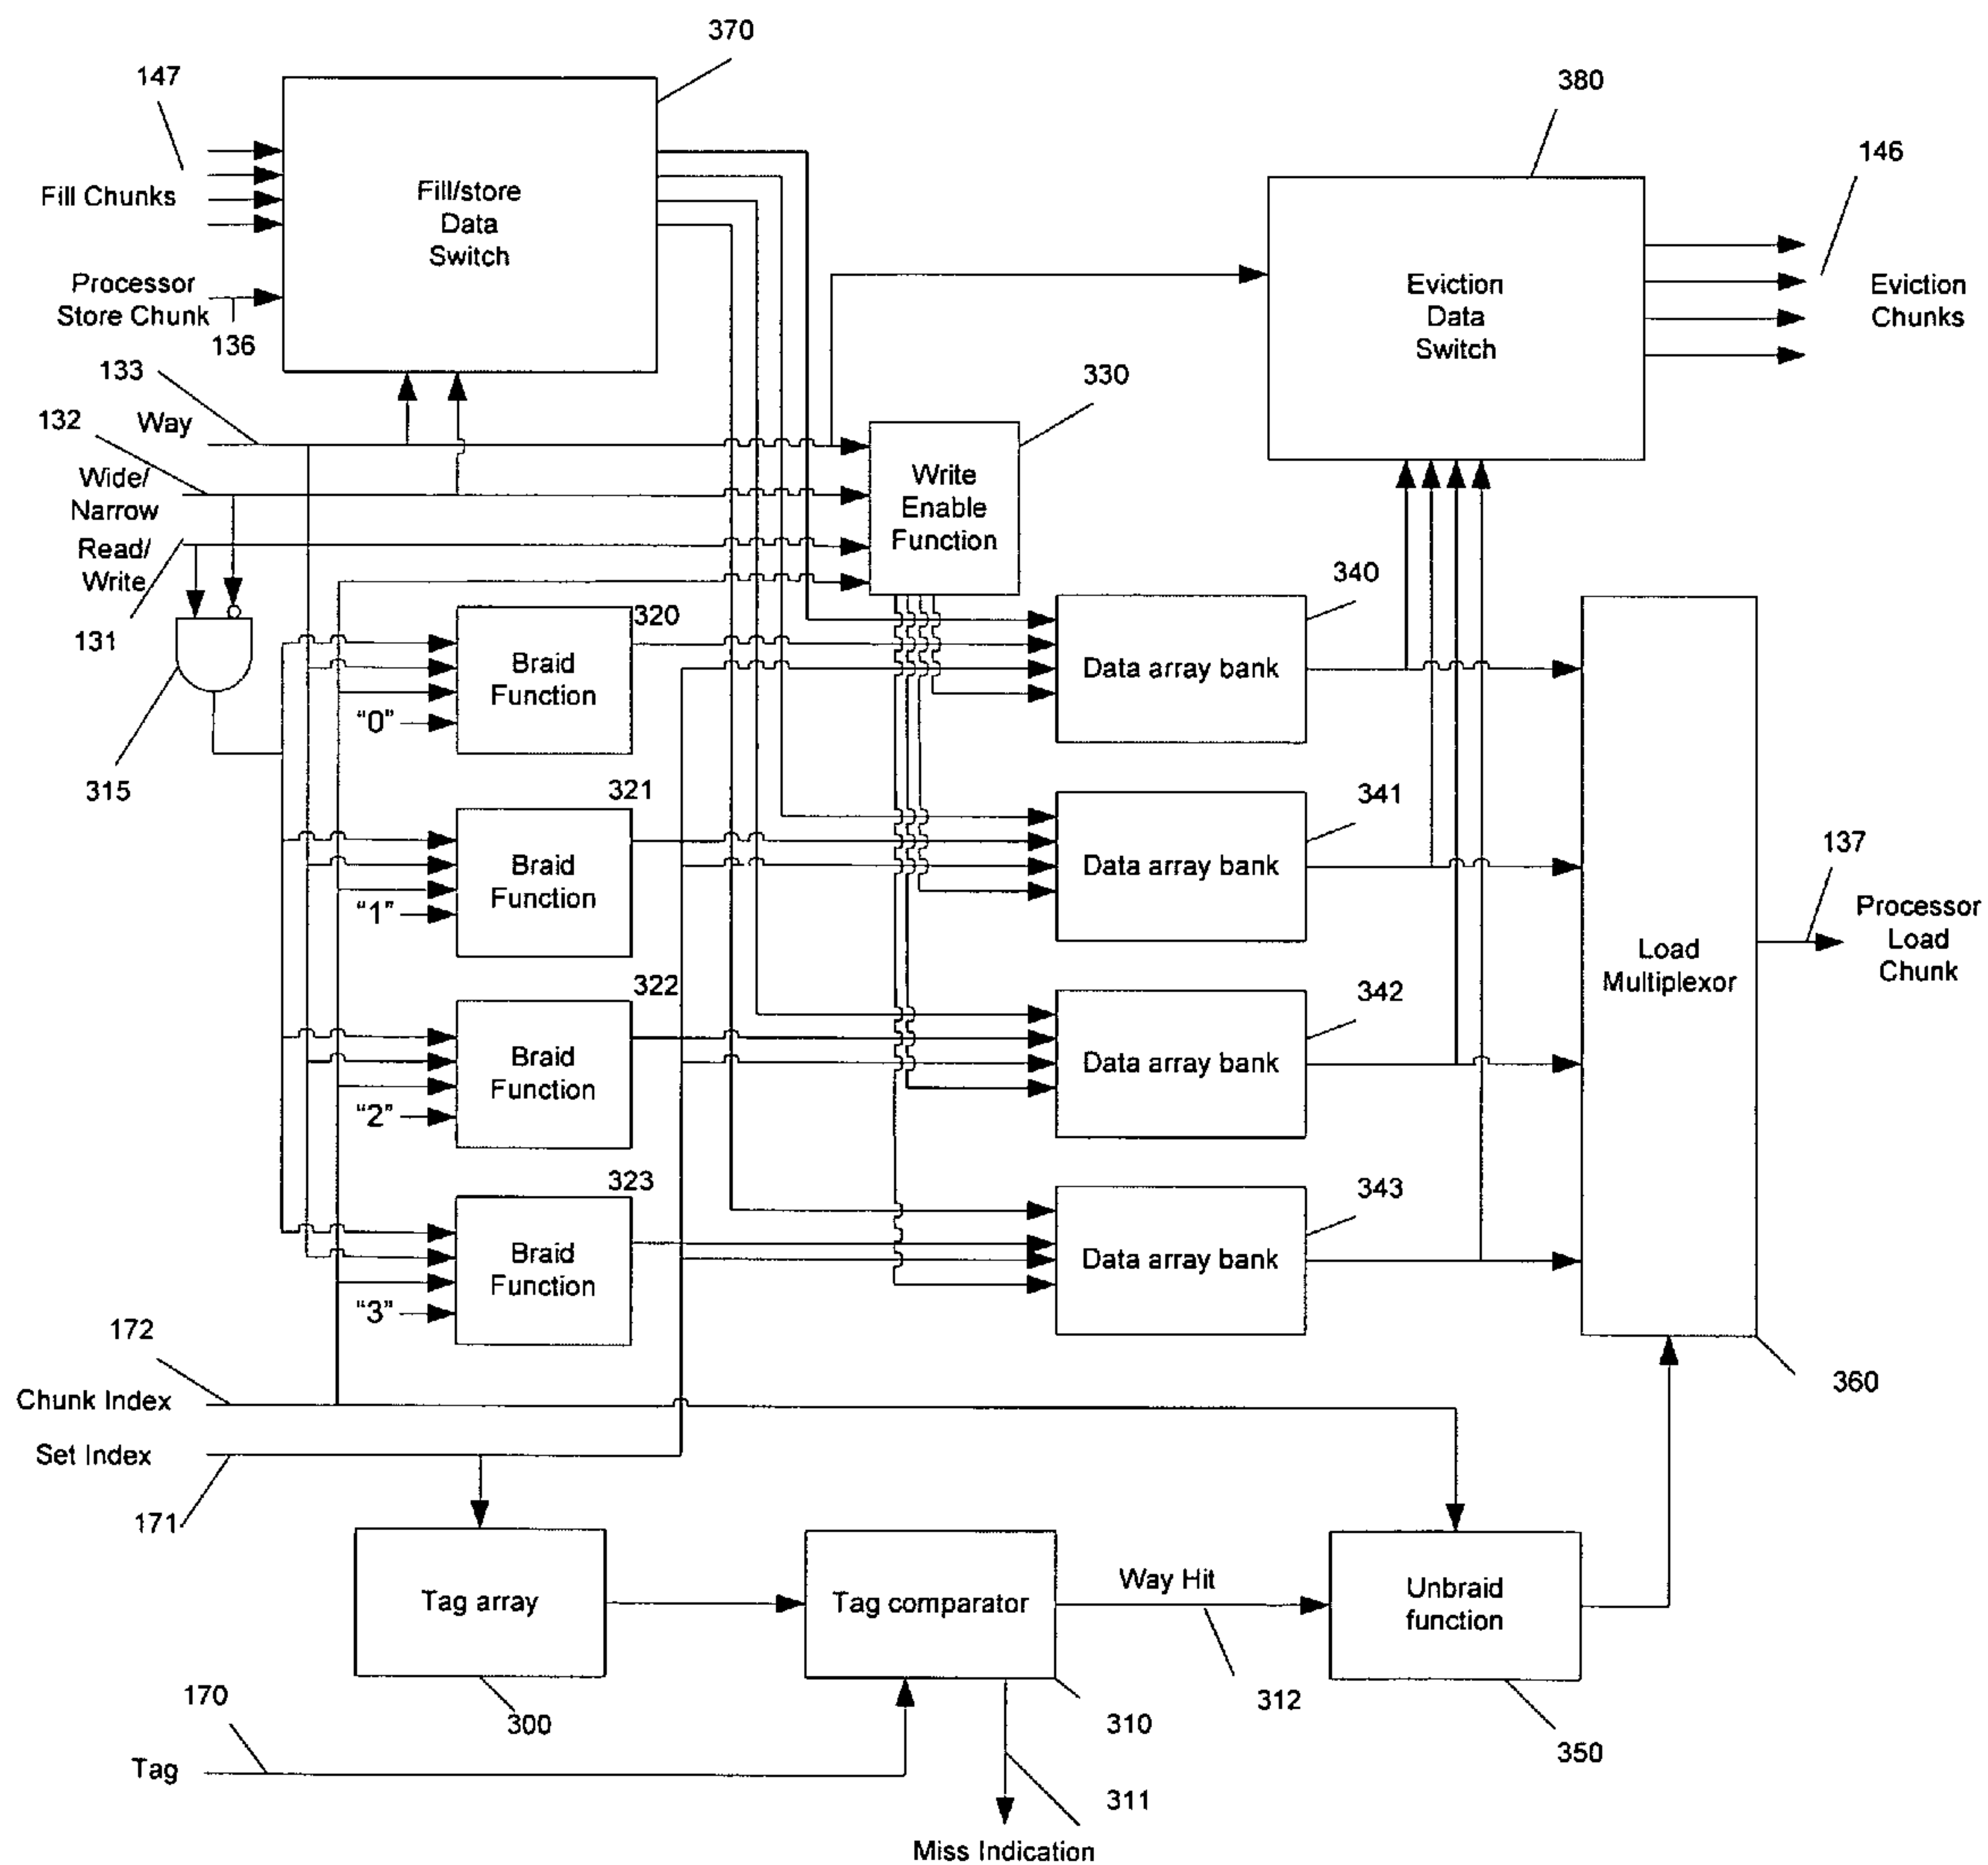 370
147
380
146
Fill Chunks
Fill/store
Data
Switch
Processor
Store Chunk
136
Eviction
Data
Switch
Eviction
Chunks
133
330
132
Way
Wide/
Narrow
Write
Enable
Function
Read/
Write
131
340
320
Braid
Function
"0"
Data array bank
315
321
341
Braid
Function
"1"
Data array bank
137
Processor
Load
Chunk
Load
Multiplexor
322
342
Braid
Function
"2"
Data array bank
323
343
Braid
Function
"3"
Data array bank
172
360
Chunk Index
Set Index
171
Tag array
Tag comparator
Way Hit
Unbraid
function
170
300
310
312
350
Tag
311
Miss Indication